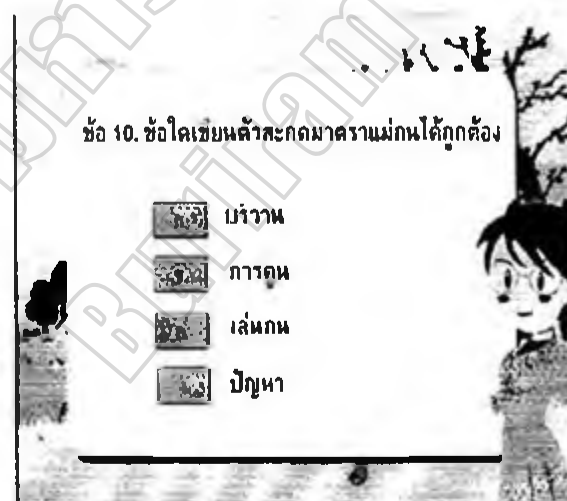 ข้อ 10. ข้อใดเขียนตัวสะกดมาตราแม่กนได้ถูกต้อง
บริวาน
การตูน
เล่นกน
ปัญหา
Buriram